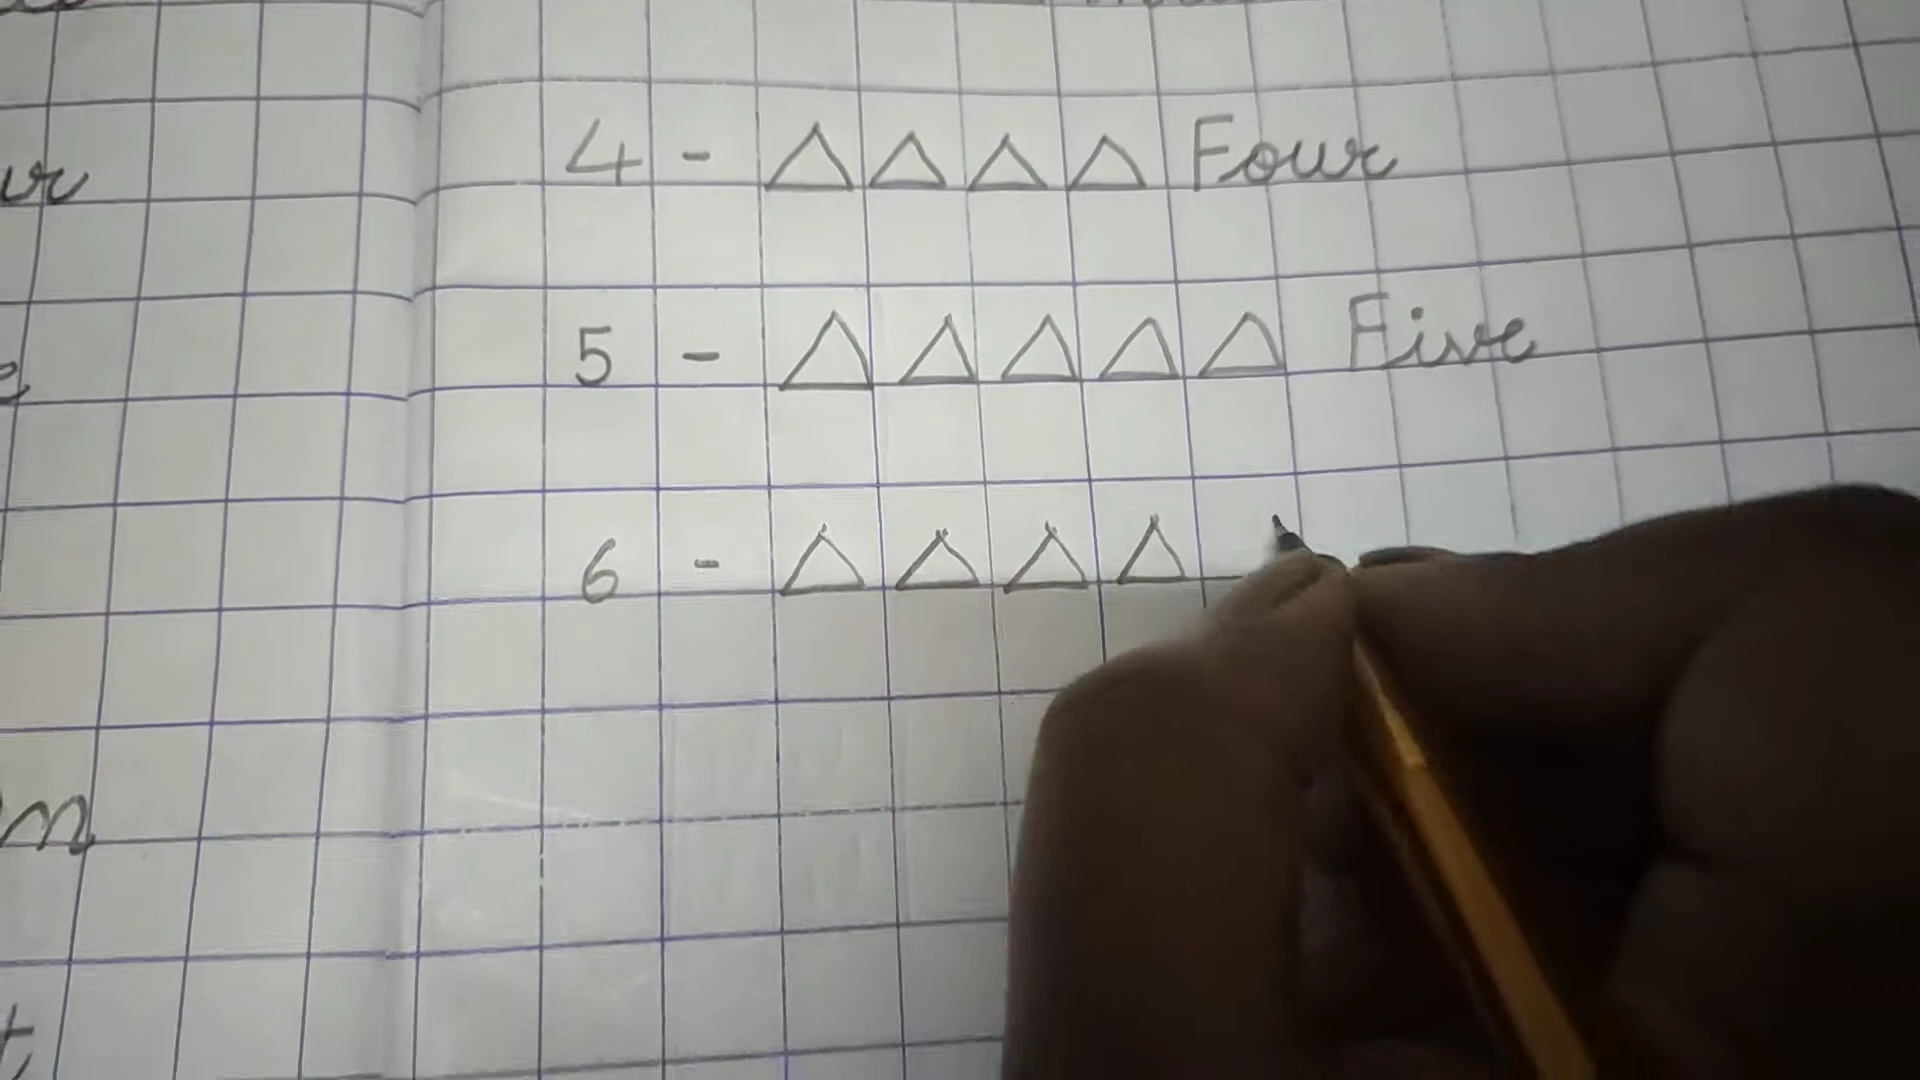 4 - △ △ △ △ Four
5 - △ △ △ △ △ Five
6 - △ △ △ △